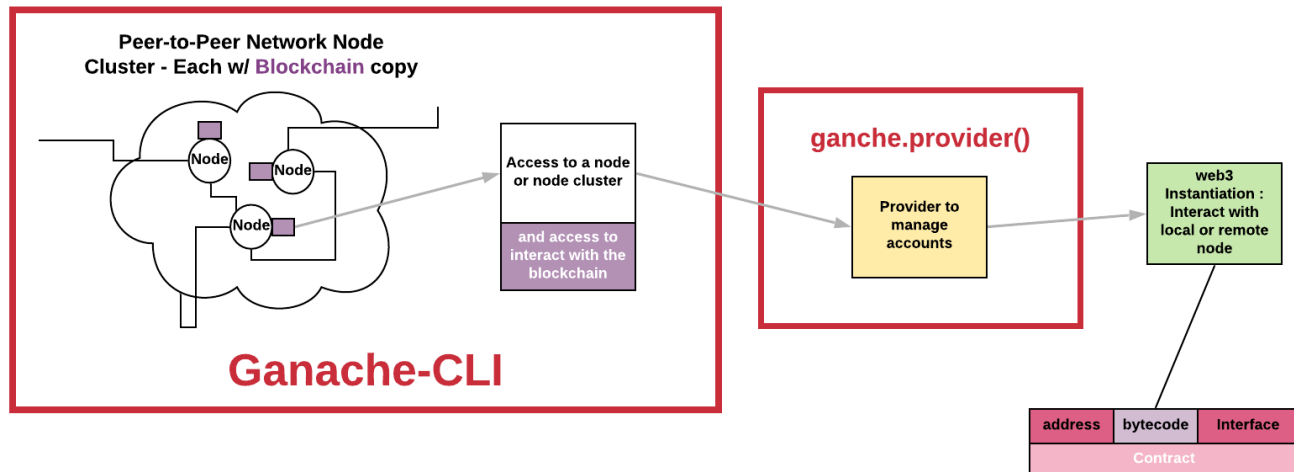 Peer-to-Peer Network Node
Cluster - Each w/ Blockchain copy
Node
Node
Node
Access to a node
or node cluster
and access to
interact with the
blockchain
Ganache-CLI
ganche.provider()
Provider to
manage
accounts
web3
Instantiation :
Interact with
local or remote
node
address
bytecode
Interface
Contract